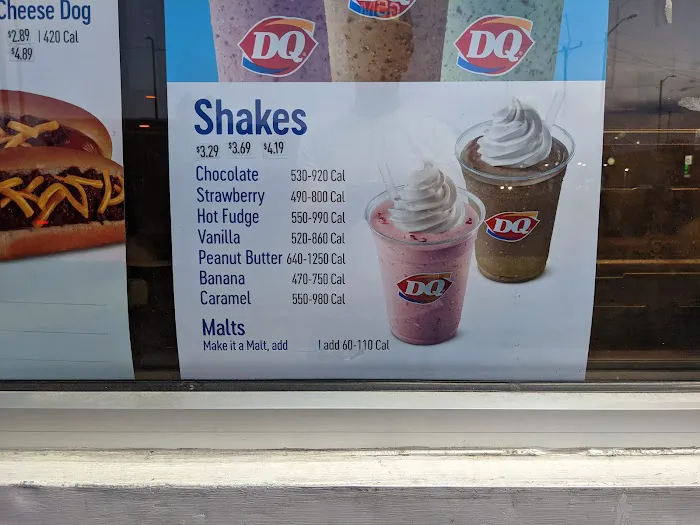 Cheese Dog
$2.89 | 420 Cal
$4.89
DQ
DQ
Shakes
$3.29 $3.69 $4.19
Chocolate 530-920 Cal
Strawberry 490-800 Cal
Hot Fudge 550-990 Cal
Vanilla 520-860 Cal
Peanut Butter 640-1250 Cal
Banana 470-750 Cal
Caramel 550-980 Cal
DQ
DQ
Malts
Make it a Malt, add | add 60-110 Cal